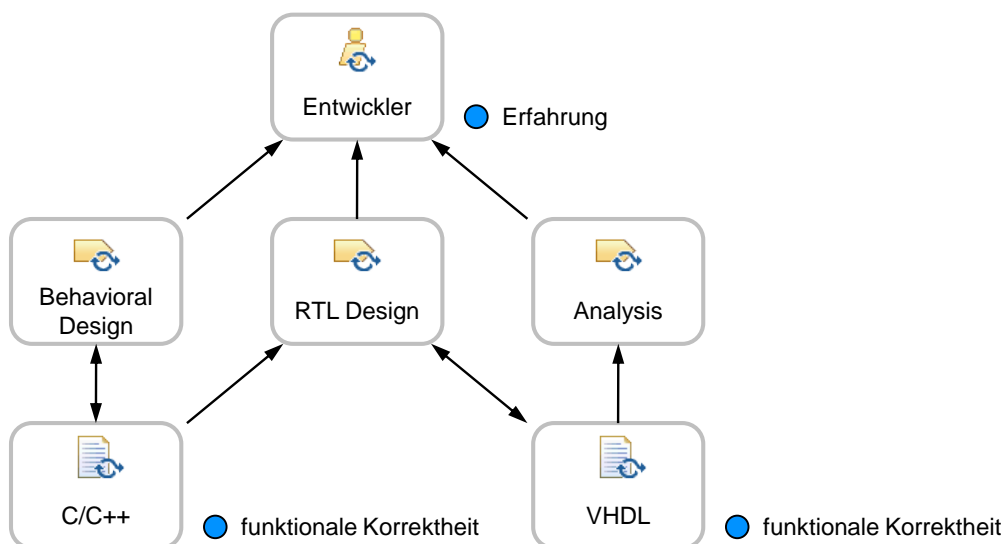 Entwickler
Erfahrung
Behavioral
Design
RTL Design
Analysis
C/C++
funktionale Korrektheit
VHDL
funktionale Korrektheit